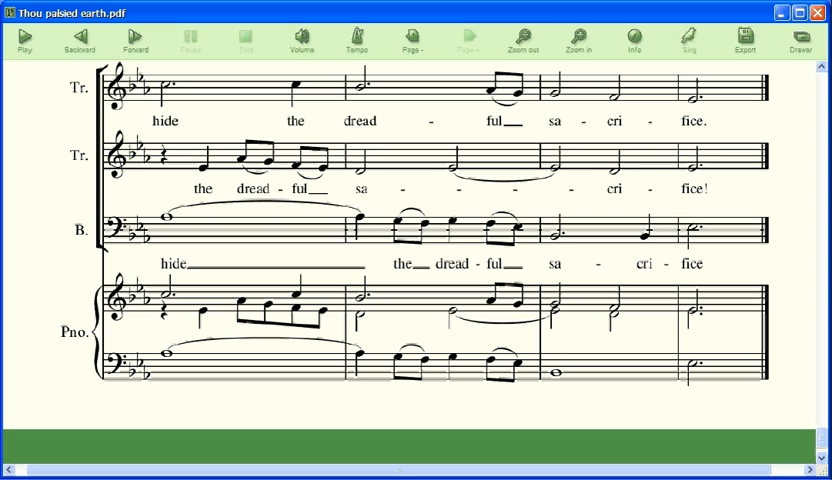 Thou palsied earth.pdf
Play Backward Forward Pause Stop Volume Tempo Page - Page + Zoom out Zoom in Info Sing Export Drawer
Tr.
hide the dread - ful sa - cri - fice.
Tr.
the dread - ful sa - - - - cri - fice!
B.
hide the dread - ful sa - cri - fice
Pno.